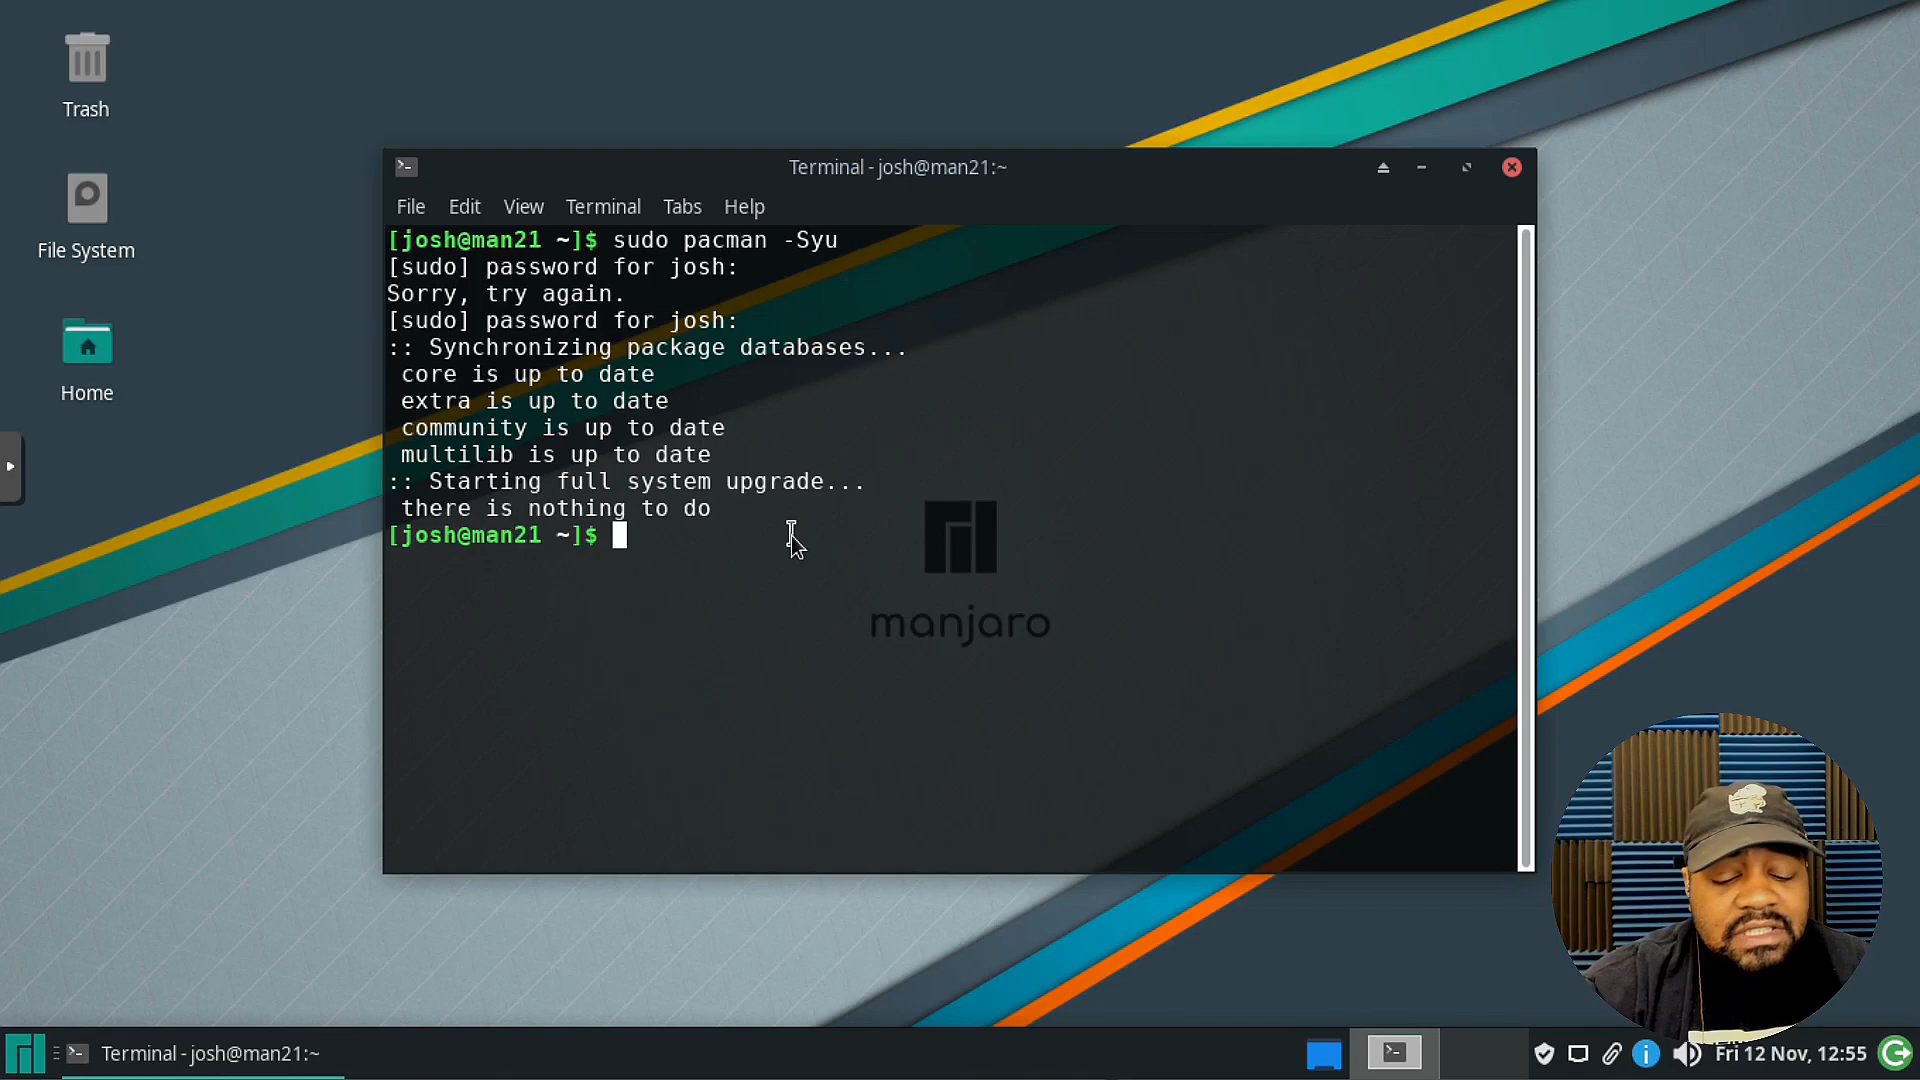 Trash
File System
Home
Terminal - josh@man21:~
File Edit View Terminal Tabs Help
[josh@man21 ~]$ sudo pacman -Syu
[sudo] password for josh:
Sorry, try again.
[sudo] password for josh:
:: Synchronizing package databases...
core is up to date
extra is up to date
community is up to date
multilib is up to date
:: Starting full system upgrade...
there is nothing to do
[josh@man21 ~]$
manjaro
Terminal - josh@man21:~
Fri 12 Nov, 12:55